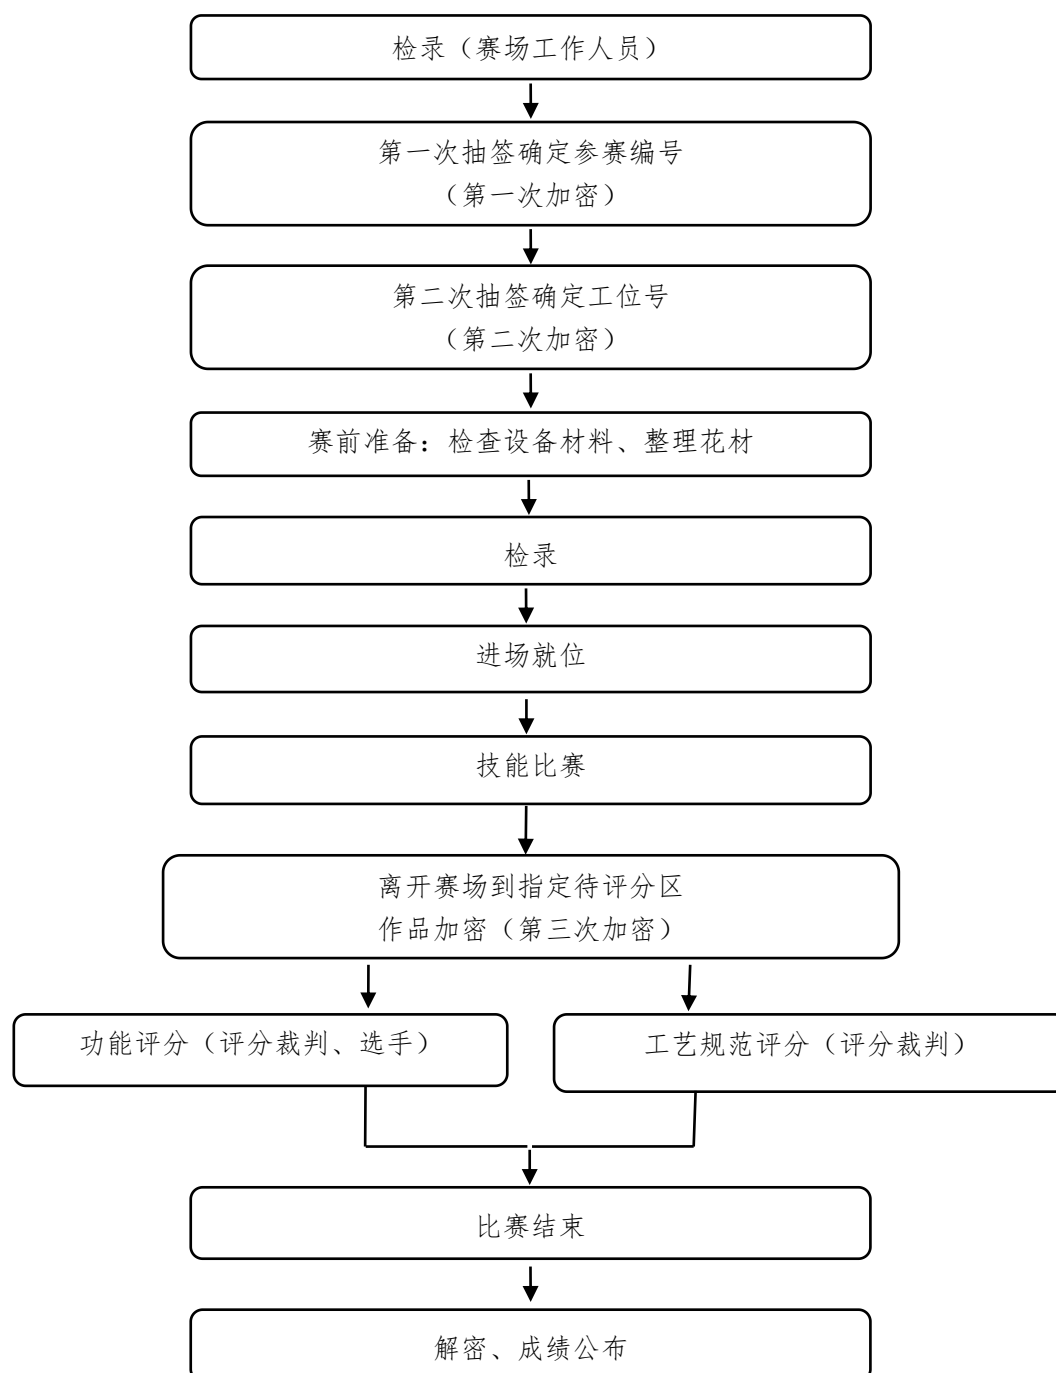 检录（赛场工作人员）
第一次抽签确定参赛编号
（第一次加密）
第二次抽签确定工位号
（第二次加密）
赛前准备：检查设备材料、整理花材
检录
进场就位
技能比赛
离开赛场到指定待评分区
作品加密（第三次加密）
功能评分（评分裁判、选手）
工艺规范评分（评分裁判）
比赛结束
解密、成绩公布